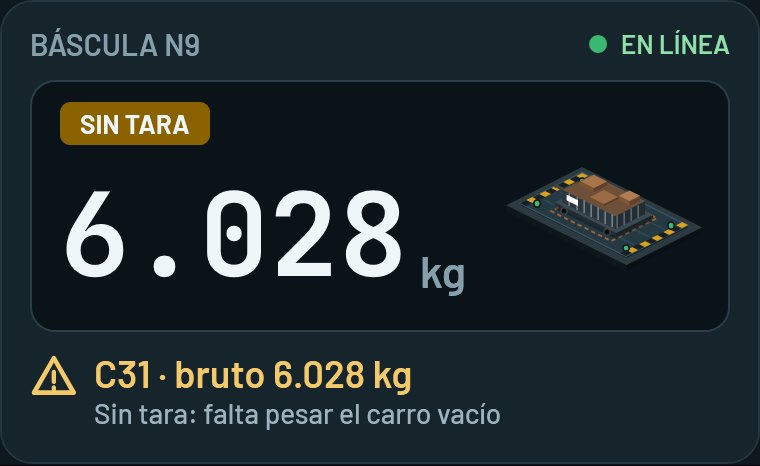 BÁSCULA N9
EN LÍNEA
SIN TARA
6.028 kg
C31 · bruto 6.028 kg
Sin tara: falta pesar el carro vacío